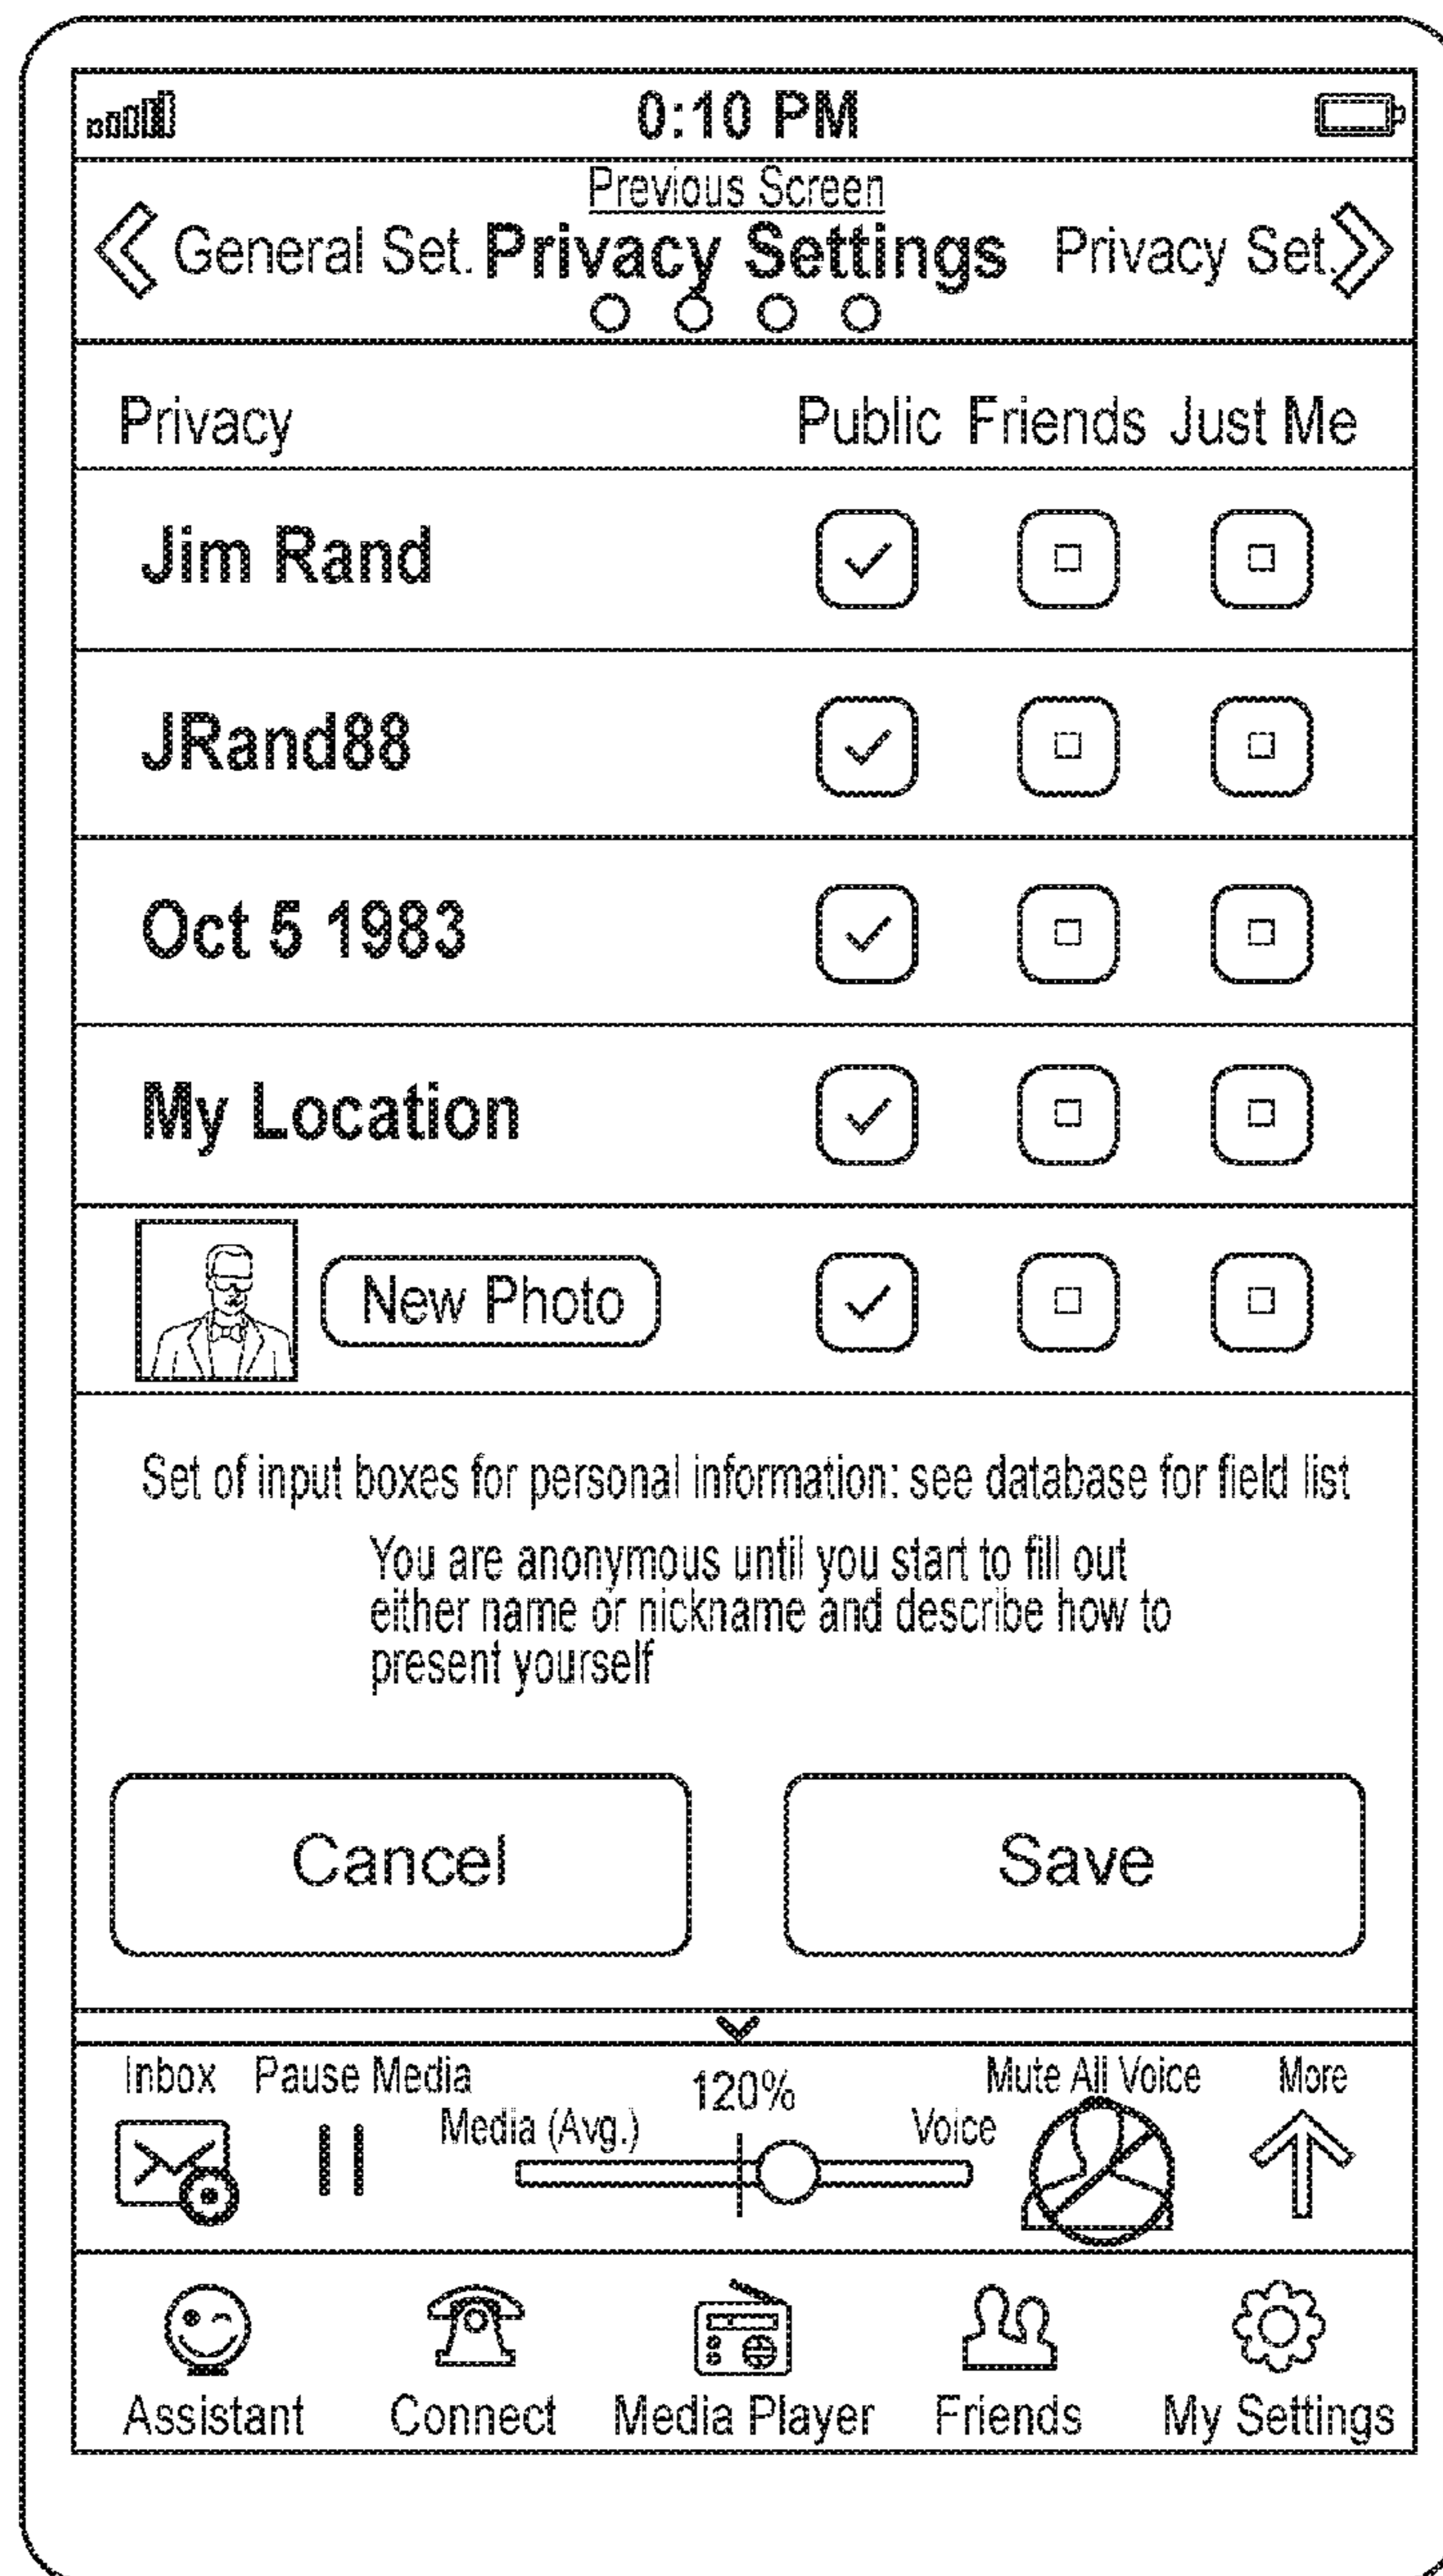 0:10 PM
Previous Screen
General Set. Privacy Settings Privacy Set.
Privacy Public Friends Just Me
Jim Rand
JRand88
Oct 5 1983
My Location
New Photo
Set of input boxes for personal information: see database for field list
You are anonymous until you start to fill out
either name or nickname and describe how to
present yourself
Cancel Save
Inbox Pause Media 120% Mute All Voice More
Media (Avg.) Voice
Assistant Connect Media Player Friends My Settings